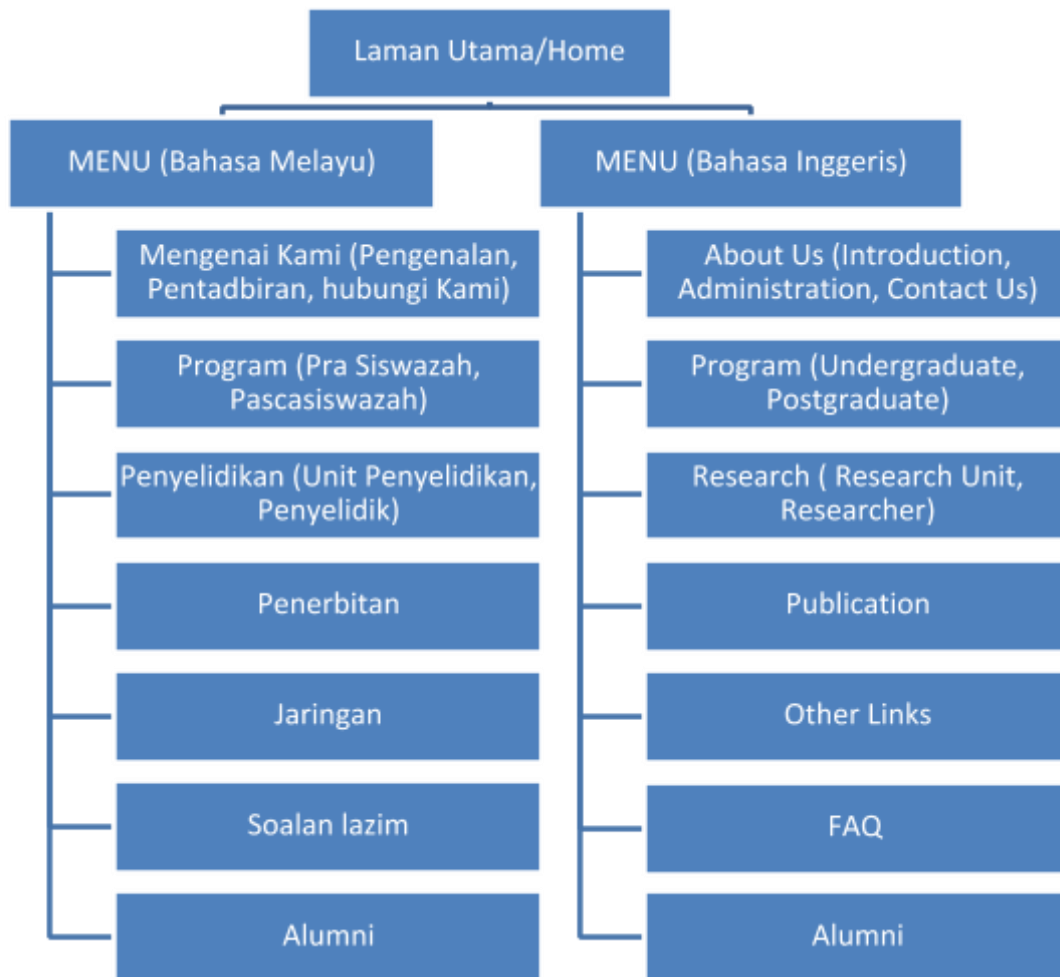 Laman Utama/Home
MENU (Bahasa Melayu)
Mengenai Kami (Pengenalan,
Pentadbiran, hubungi Kami)
Program (Pra Siswazah,
Pascasiswazah)
Penyelidikan (Unit Penyelidikan,
Penyelidik)
Penerbitan
Jaringan
Soalan lazim
Alumni
MENU (Bahasa Inggeris)
About Us (Introduction,
Administration, Contact Us)
Program (Undergraduate,
Postgraduate)
Research ( Research Unit,
Researcher)
Publication
Other Links
FAQ
Alumni